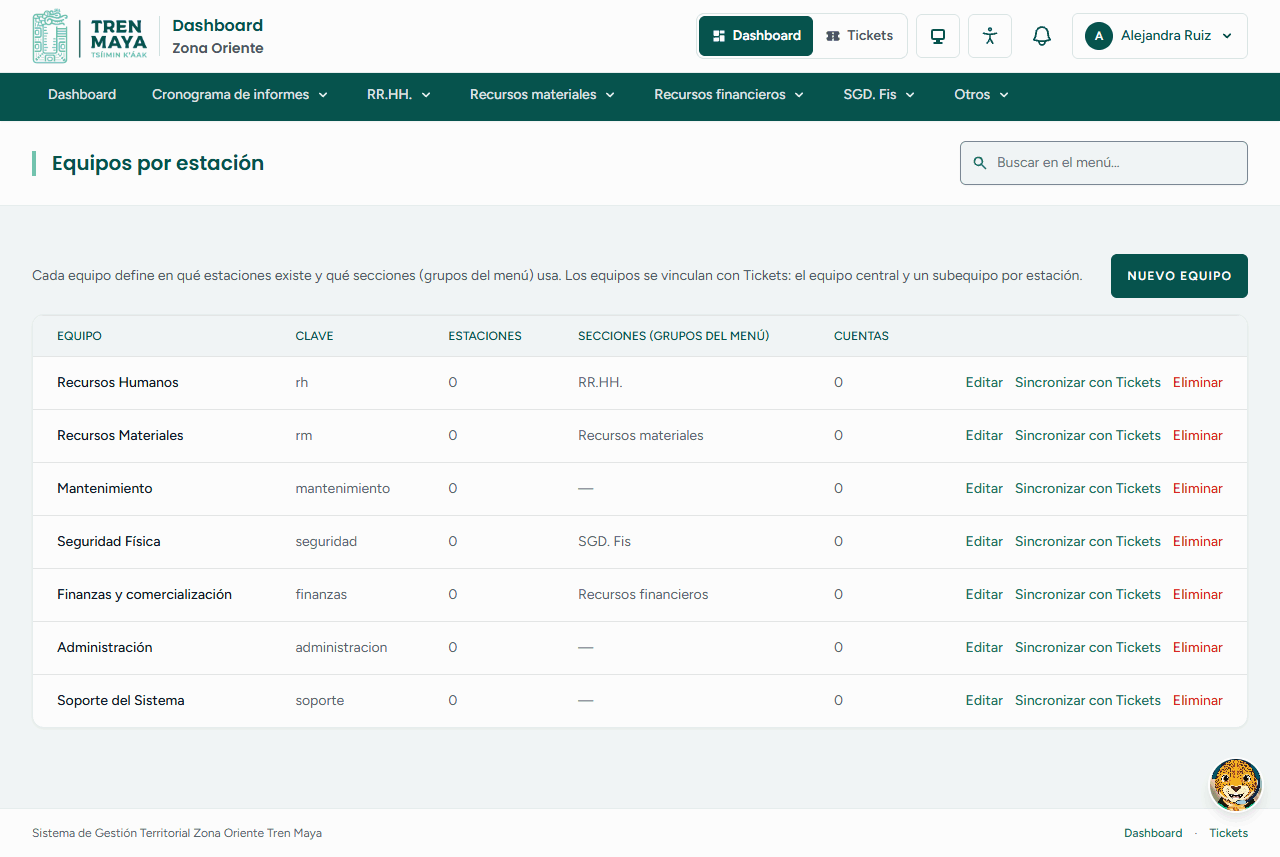 TREN MAYA
TSÍIMIN K'ÁAK
Dashboard
Zona Oriente
Dashboard
Tickets
A
Alejandra Ruiz
Dashboard
Cronograma de informes
RR.HH.
Recursos materiales
Recursos financieros
SGD. Fis
Otros
Equipos por estación
Buscar en el menú...
Cada equipo define en qué estaciones existe y qué secciones (grupos del menú) usa. Los equipos se vinculan con Tickets: el equipo central y un subequipo por estación.
NUEVO EQUIPO
EQUIPO CLAVE ESTACIONES SECCIONES (GRUPOS DEL MENÚ) CUENTAS
Recursos Humanos rh 0 RR.HH. 0 Editar Sincronizar con Tickets Eliminar
Recursos Materiales rm 0 Recursos materiales 0 Editar Sincronizar con Tickets Eliminar
Mantenimiento mantenimiento 0 — 0 Editar Sincronizar con Tickets Eliminar
Seguridad Física seguridad 0 SGD. Fis 0 Editar Sincronizar con Tickets Eliminar
Finanzas y comercialización finanzas 0 Recursos financieros 0 Editar Sincronizar con Tickets Eliminar
Administración administracion 0 — 0 Editar Sincronizar con Tickets Eliminar
Soporte del Sistema soporte 0 — 0 Editar Sincronizar con Tickets Eliminar
Sistema de Gestión Territorial Zona Oriente Tren Maya
Dashboard · Tickets